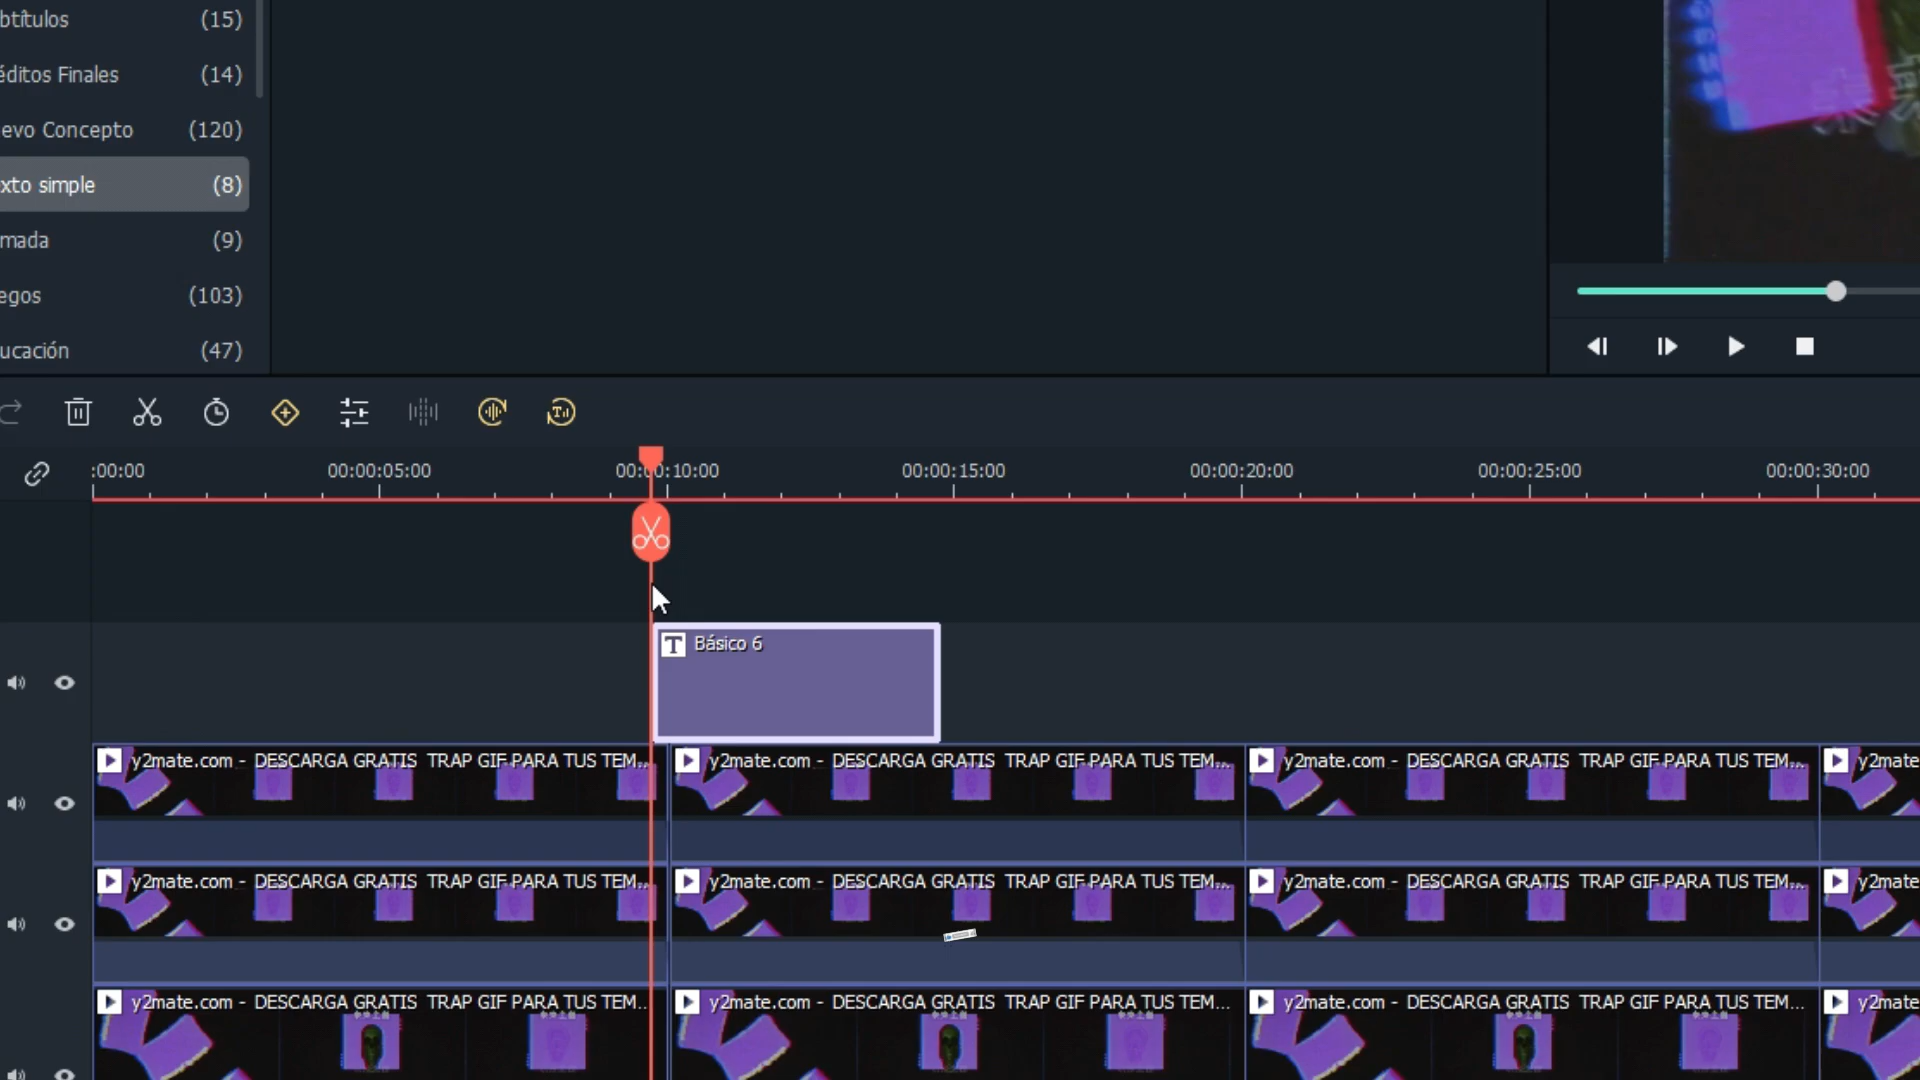 btítulos (15)
éditos Finales (14)
evo Concepto (120)
xto simple (8)
mada (9)
egos (103)
ucación (47)
:00:00 00:00:05:00 00:00:10:00 00:00:15:00 00:00:20:00 00:00:25:00 00:00:30:00
T Básico 6
y2mate.com - DESCARGA GRATIS TRAP GIF PARA TUS TEM... y2mate.com - DESCARGA GRATIS TRAP GIF PARA TUS TEM... y2mate.com - DESCARGA GRATIS TRAP GIF PARA TUS TEM... y2mate
y2mate.com - DESCARGA GRATIS TRAP GIF PARA TUS TEM... y2mate.com - DESCARGA GRATIS TRAP GIF PARA TUS TEM... y2mate.com - DESCARGA GRATIS TRAP GIF PARA TUS TEM... y2mate
y2mate.com - DESCARGA GRATIS TRAP GIF PARA TUS TEM... y2mate.com - DESCARGA GRATIS TRAP GIF PARA TUS TEM... y2mate.com - DESCARGA GRATIS TRAP GIF PARA TUS TEM... y2mate